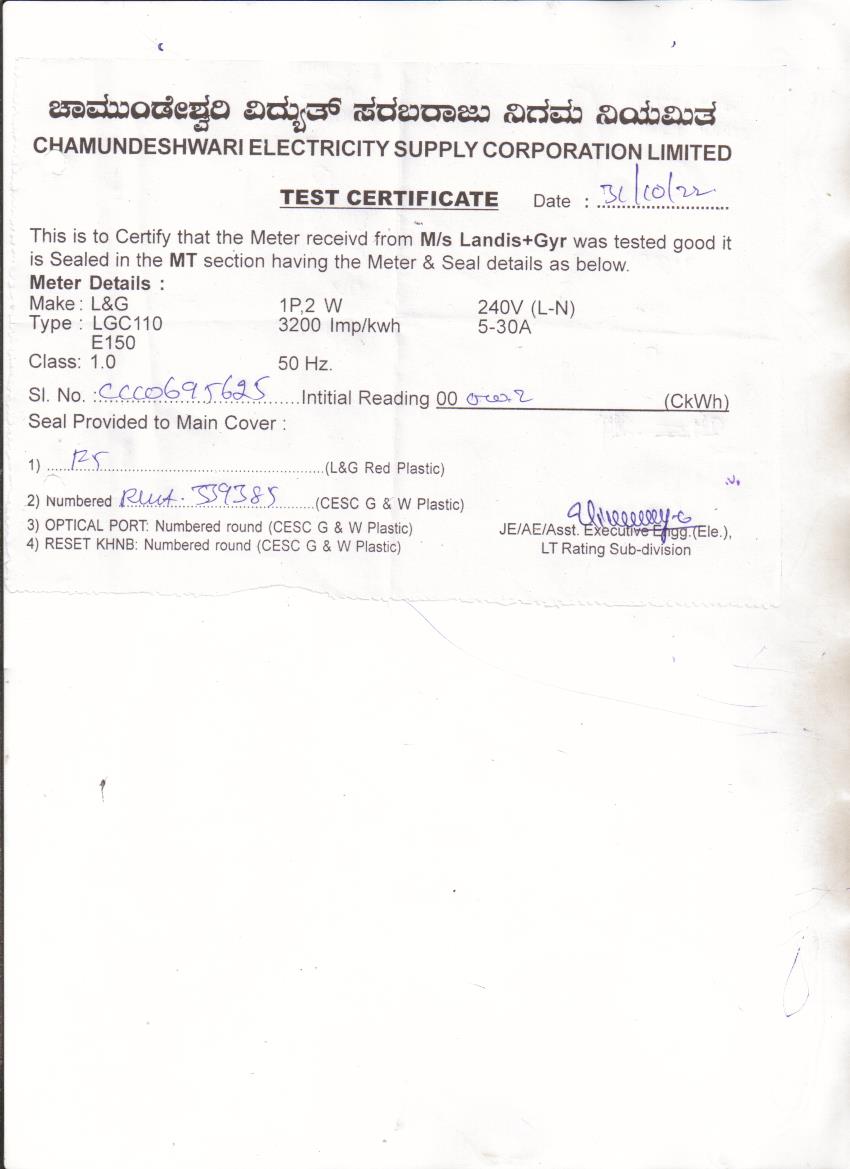 ಚಾಮುಂಡೇಶ್ವರಿ ವಿದ್ಯುತ್ ಸರಬರಾಜು ನಿಗಮ ನಿಯಮಿತ
CHAMUNDESHWARI ELECTRICITY SUPPLY CORPORATION LIMITED
TEST CERTIFICATE Date : 31/10/22
This is to Certify that the Meter receivd from M/s Landis+Gyr was tested good it
is Sealed in the MT section having the Meter & Seal details as below.
Meter Details :
Make : L&G 1P,2 W 240V (L-N)
Type : LGC110 3200 Imp/kwh 5-30A
E150
Class: 1.0 50 Hz.
Sl. No. : CCC0695625 Intitial Reading 00 (CkWh)
Seal Provided to Main Cover :
1) (L&G Red Plastic)
2) Numbered 339385 (CESC G & W Plastic)
3) OPTICAL PORT: Numbered round (CESC G & W Plastic)
4) RESET KHNB: Numbered round (CESC G & W Plastic)
JE/AE/Asst. Executive Engg.(Ele.),
LT Rating Sub-division